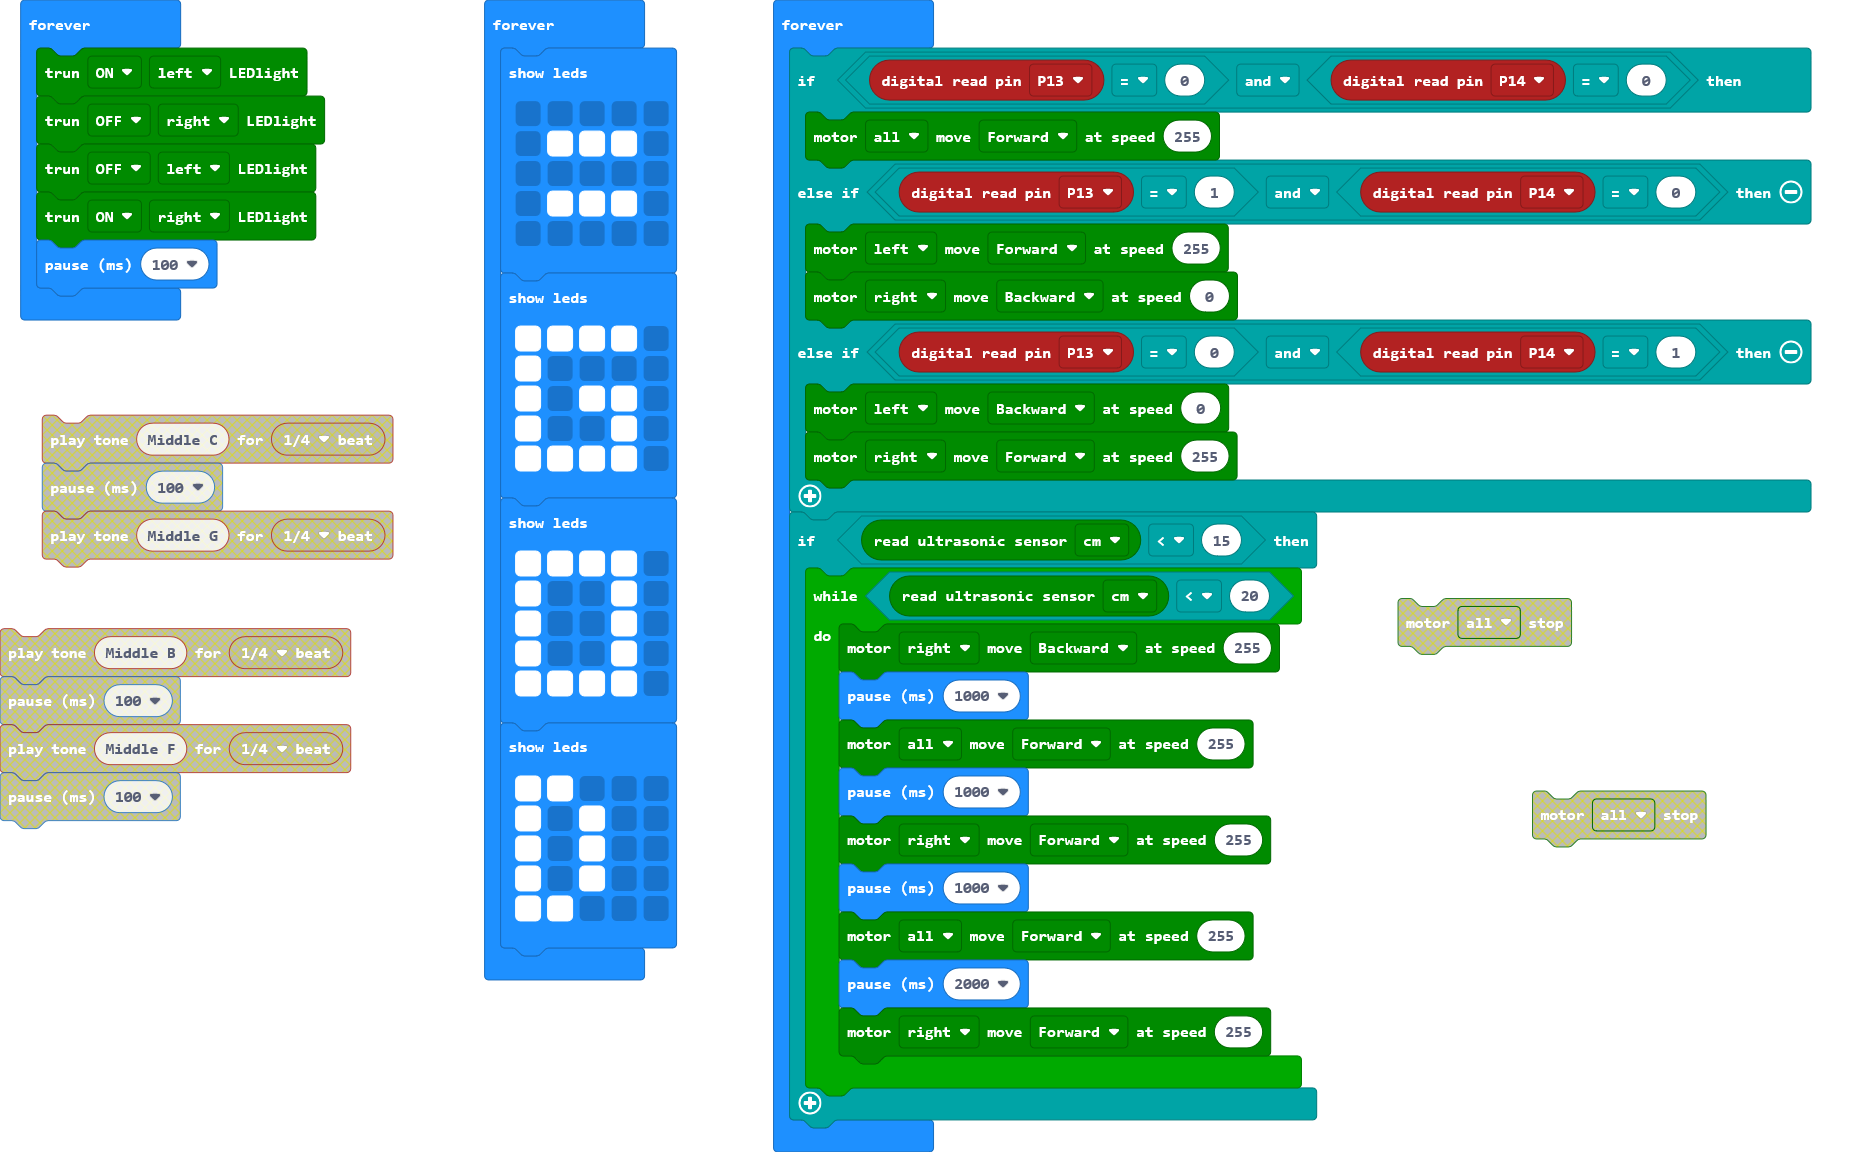 forever
trun ON left LEDlight
trun OFF right LEDlight
trun OFF left LEDlight
trun ON right LEDlight
pause (ms) 100
play tone Middle C for 1/4 beat
pause (ms) 100
play tone Middle G for 1/4 beat
play tone Middle B for 1/4 beat
pause (ms) 100
play tone Middle F for 1/4 beat
pause (ms) 100
forever
show leds
show leds
show leds
show leds
forever
if digital read pin P13 = 0 and digital read pin P14 = 0 then
motor all move Forward at speed 255
else if digital read pin P13 = 1 and digital read pin P14 = 0 then
motor left move Forward at speed 255
motor right move Backward at speed 0
else if digital read pin P13 = 0 and digital read pin P14 = 1 then
motor left move Backward at speed 0
motor right move Forward at speed 255
if read ultrasonic sensor cm < 15 then
while read ultrasonic sensor cm < 20
do
motor right move Backward at speed 255
pause (ms) 1000
motor all move Forward at speed 255
pause (ms) 1000
motor right move Forward at speed 255
pause (ms) 1000
motor all move Forward at speed 255
pause (ms) 2000
motor right move Forward at speed 255
motor all stop
motor all stop